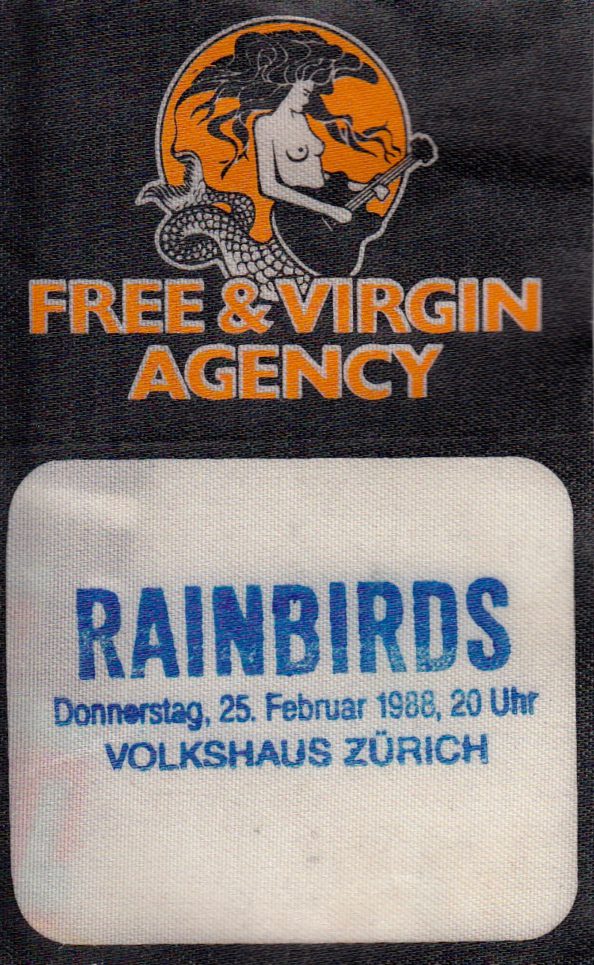 FREE & VIRGIN
AGENCY
RAINBIRDS
Donnerstag, 25. Februar 1988, 20 Uhr
VOLKSHAUS ZÜRICH